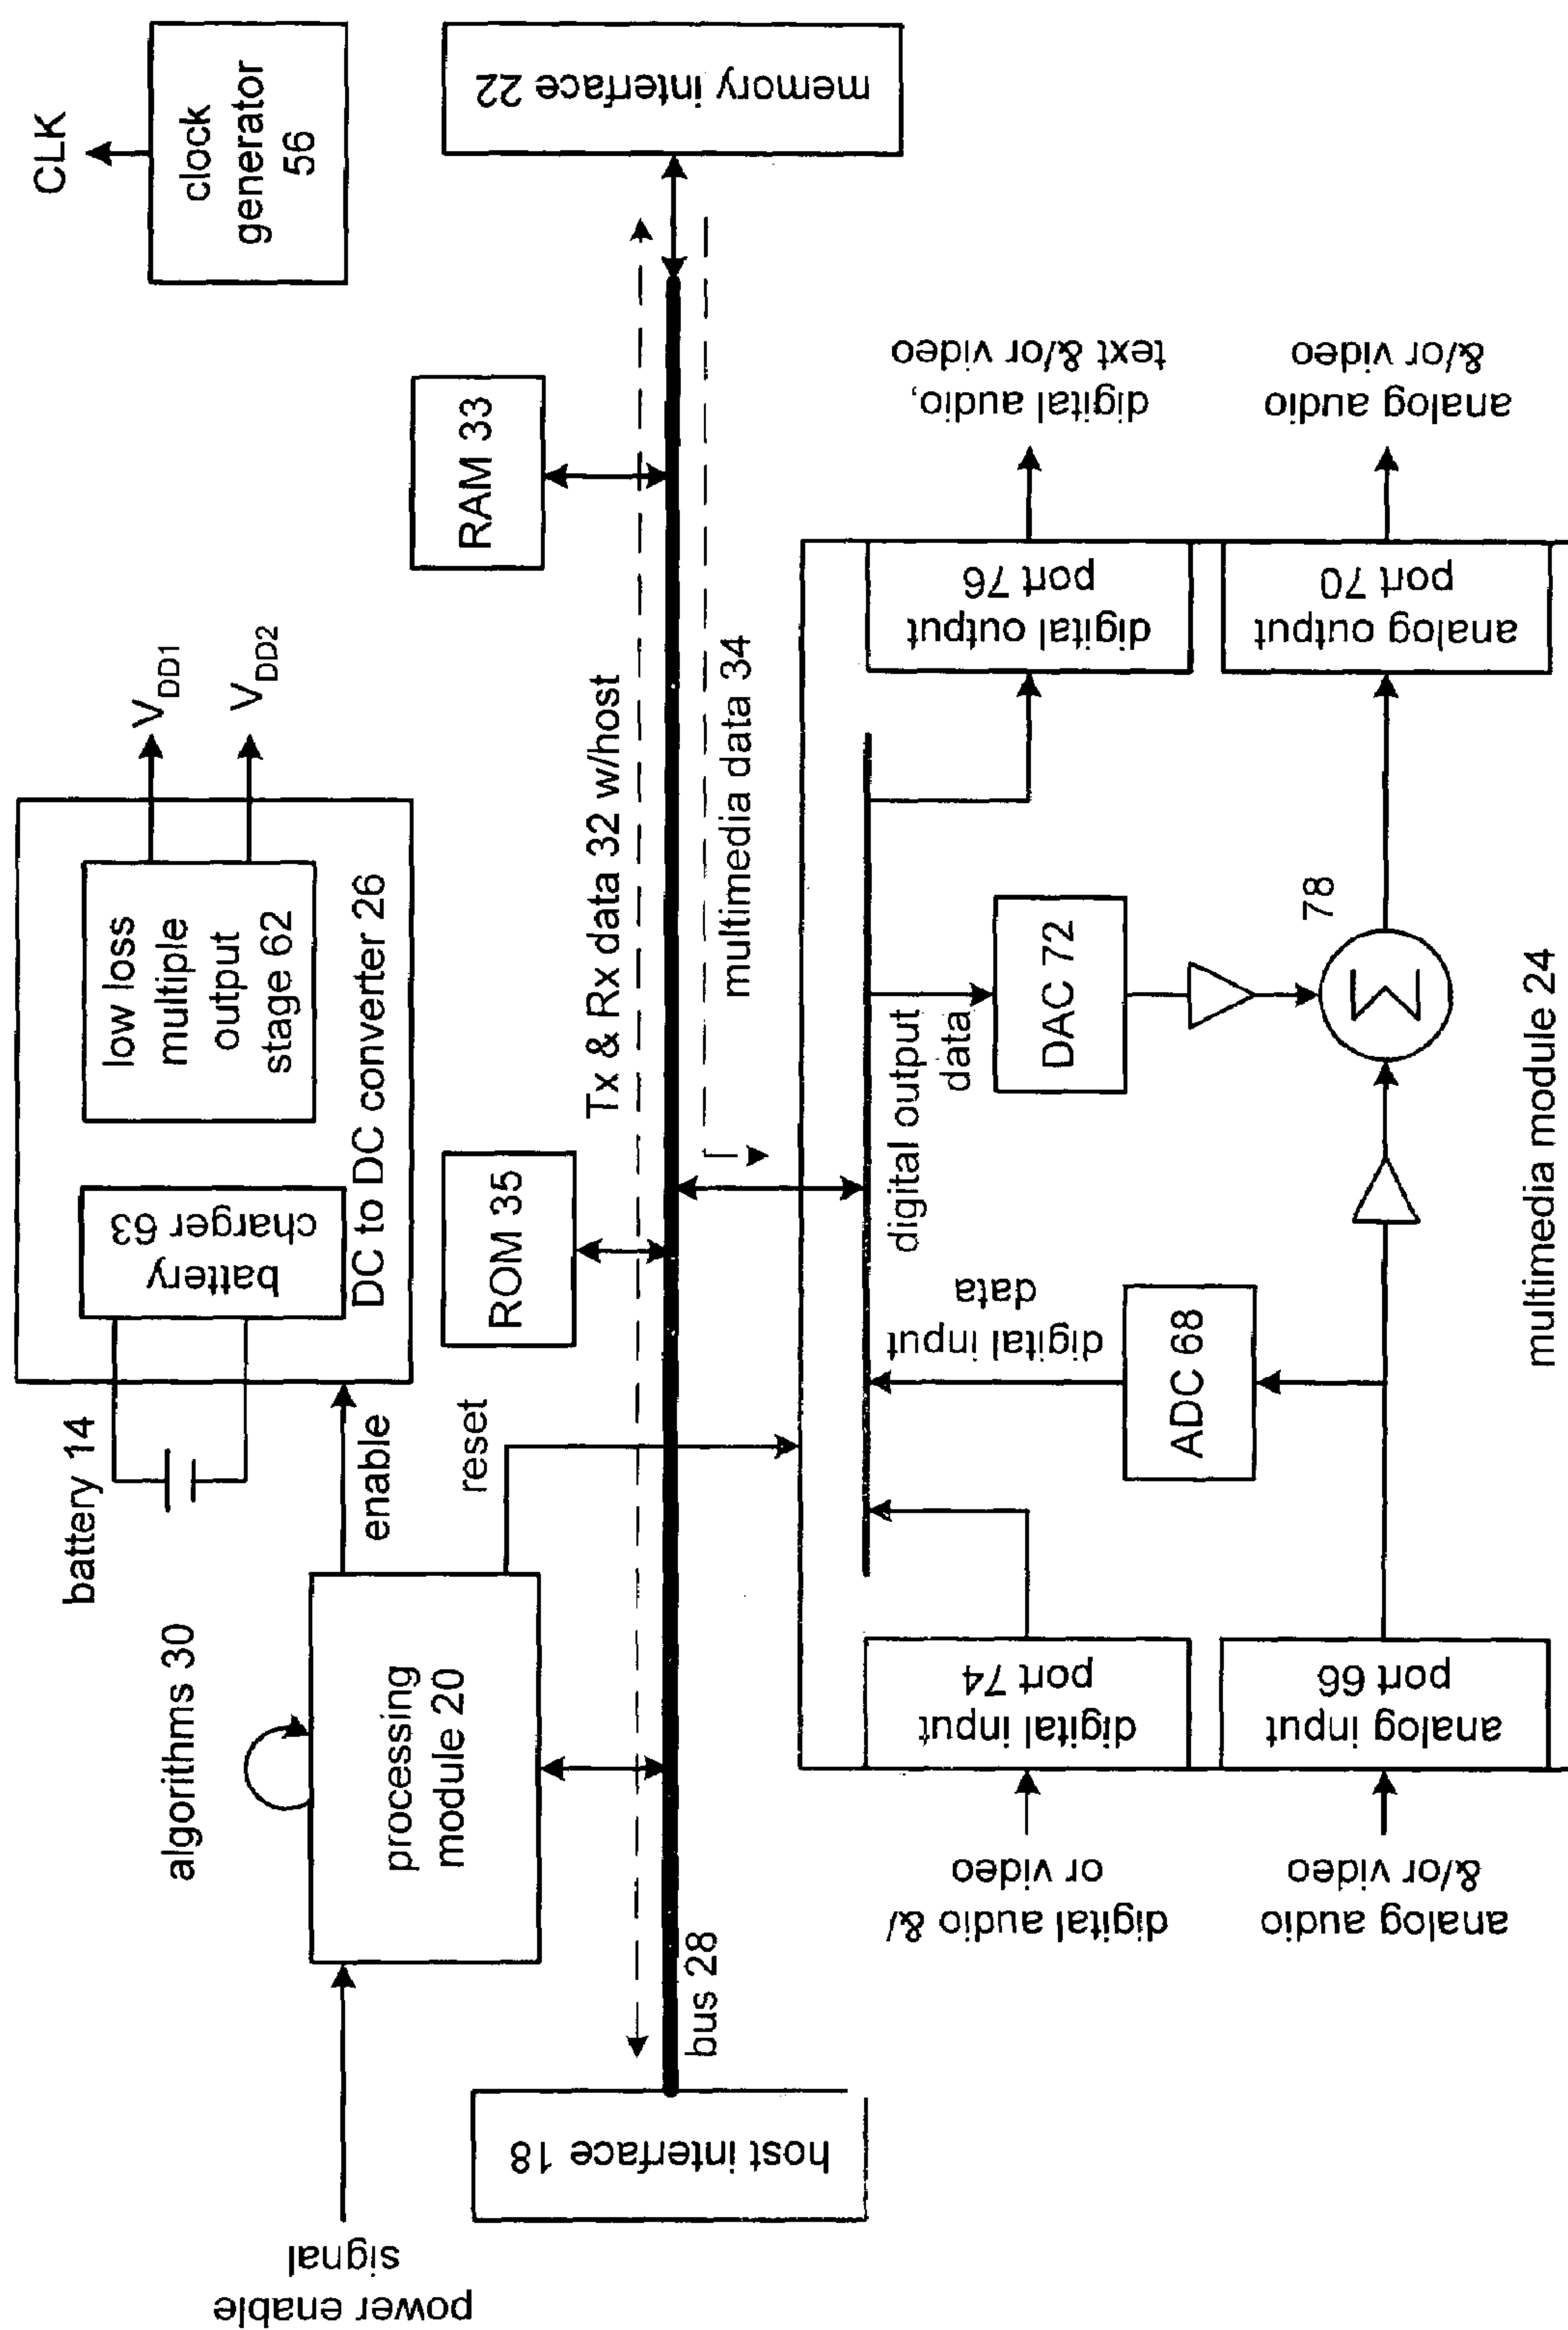 CLK
clock
generator
56
V_DD1
V_DD2
low loss
multiple
output
stage 62
battery
charger 63
DC to DC converter 26
battery 14
enable
reset
algorithms 30
processing
module 20
power enable
signal
host interface 18
bus 28
Tx & Rx data 32 w/host
multimedia data 34
ROM 35
RAM 33
memory interface 22
digital audio &/
or video
analog audio
&/or video
digital input
port 74
analog input
port 66
digital input
data
ADC 68
digital output
data
DAC 72
Σ
78
digital output
port 76
analog output
port 70
digital audio,
text &/or video
analog audio
&/or video
multimedia module 24